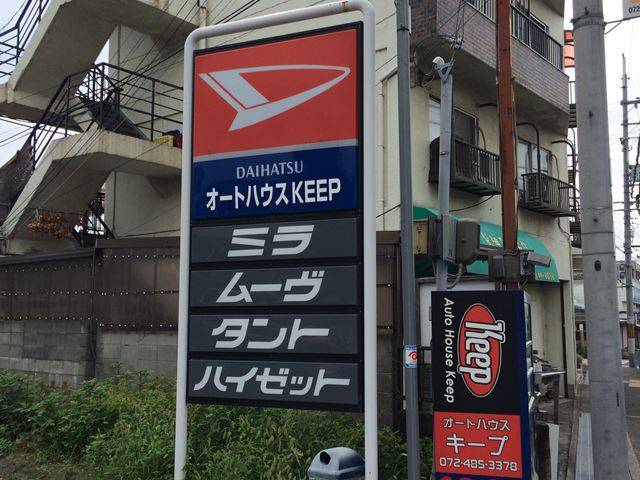 DAIHATSU
オートハウスKEEP
ミラ
ムーヴ
タント
ハイゼット
Keep
Auto House Keep
オートハウス
キープ
072-485-3378
072